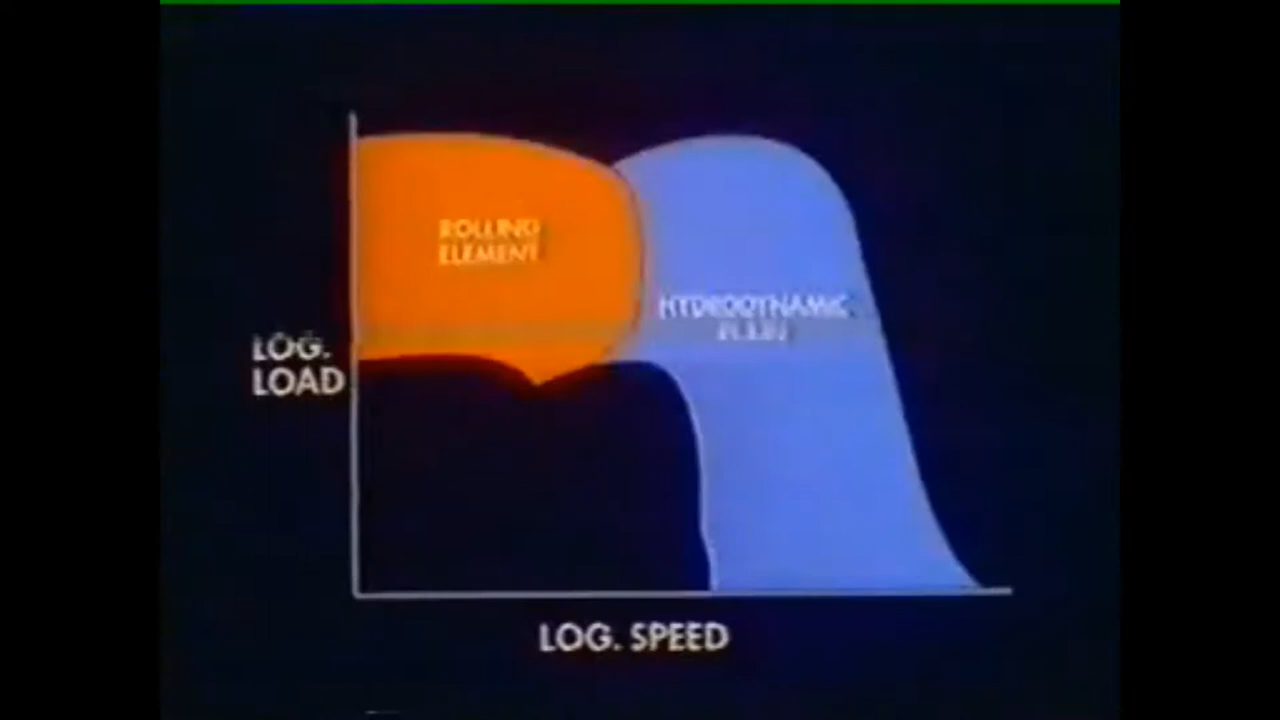 ROLLING
ELEMENT
HYDRODYNAMIC
LOG.
LOAD
LOG. SPEED